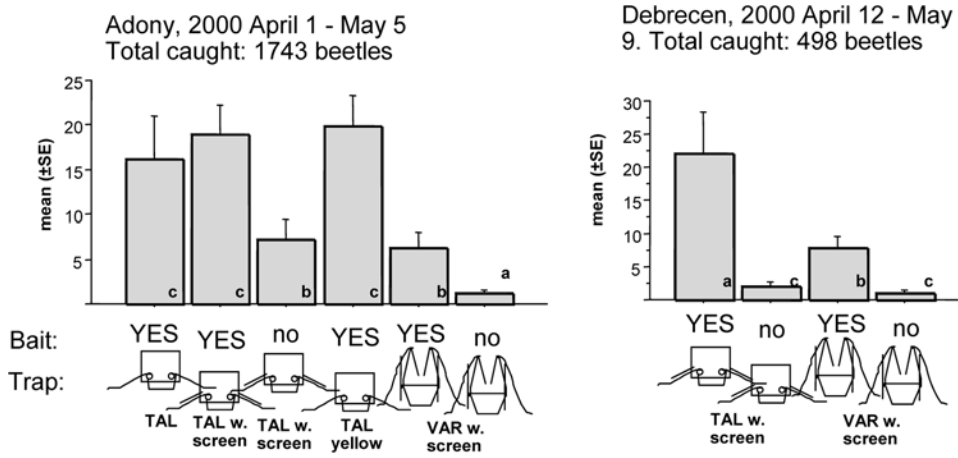 Adony, 2000 April 1 - May 5
Total caught: 1743 beetles
25
20
15
10
5
mean (±SE)
c
c
b
c
b
a
Bait:
YES
YES
no
YES
YES
no
Trap:
TAL
TAL w.
screen
TAL w.
screen
TAL
yellow
VAR w.
screen
Debrecen, 2000 April 12 - May
9. Total caught: 498 beetles
30
25
20
15
10
5
mean (±SE)
a
c
b
c
YES
no
YES
no
TAL w.
screen
VAR w.
screen